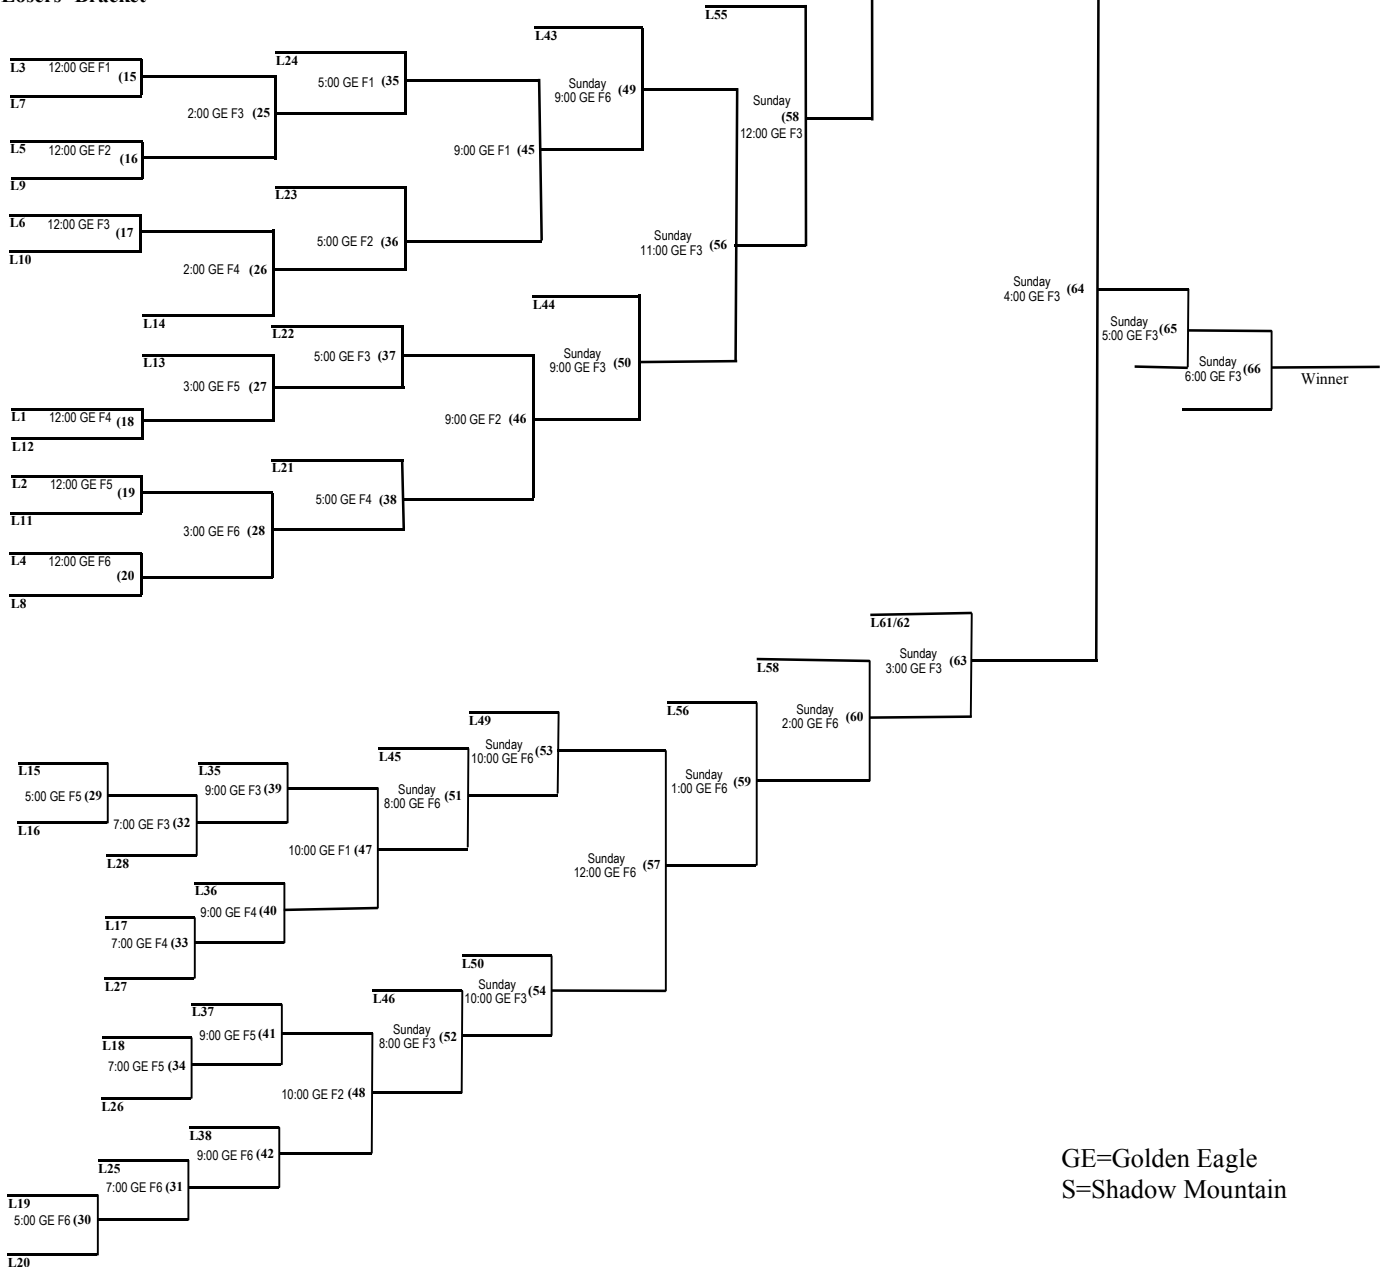 Losers' Bracket
L55
L43
L24
L3 12:00 GE F1 (15
5:00 GE F1 (35
Sunday
9:00 GE F6 (49
L7
2:00 GE F3 (25
Sunday
(58
12:00 GE F3
L5 12:00 GE F2 (16
9:00 GE F1 (45
L9
L23
L6 12:00 GE F3 (17
5:00 GE F2 (36
Sunday
11:00 GE F3 (56
L10
2:00 GE F4 (26
Sunday
4:00 GE F3 (64
L44
L14
L22
Sunday
5:00 GE F3 (65
L13
5:00 GE F3 (37
Sunday
9:00 GE F3 (50
Sunday
6:00 GE F3 (66
Winner
3:00 GE F5 (27
L1 12:00 GE F4 (18
9:00 GE F2 (46
L12
L21
L2 12:00 GE F5 (19
5:00 GE F4 (38
L11
3:00 GE F6 (28
L4 12:00 GE F6
(20
L8
L61/62
Sunday
3:00 GE F3 (63
L58
L56
Sunday
2:00 GE F6 (60
L49
Sunday
10:00 GE F6 (53
L45
L15
L35
Sunday
1:00 GE F6 (59
5:00 GE F5 (29
9:00 GE F3 (39
Sunday
8:00 GE F6 (51
L16
7:00 GE F3 (32
L28
10:00 GE F1 (47
Sunday
12:00 GE F6 (57
L36
9:00 GE F4 (40
L17
7:00 GE F4 (33
L50
L27
Sunday
10:00 GE F3 (54
L46
L37
Sunday
8:00 GE F3 (52
9:00 GE F5 (41
L18
7:00 GE F5 (34
10:00 GE F2 (48
L26
L38
9:00 GE F6 (42
GE=Golden Eagle
L25
7:00 GE F6 (31
S=Shadow Mountain
L19
5:00 GE F6 (30
L20